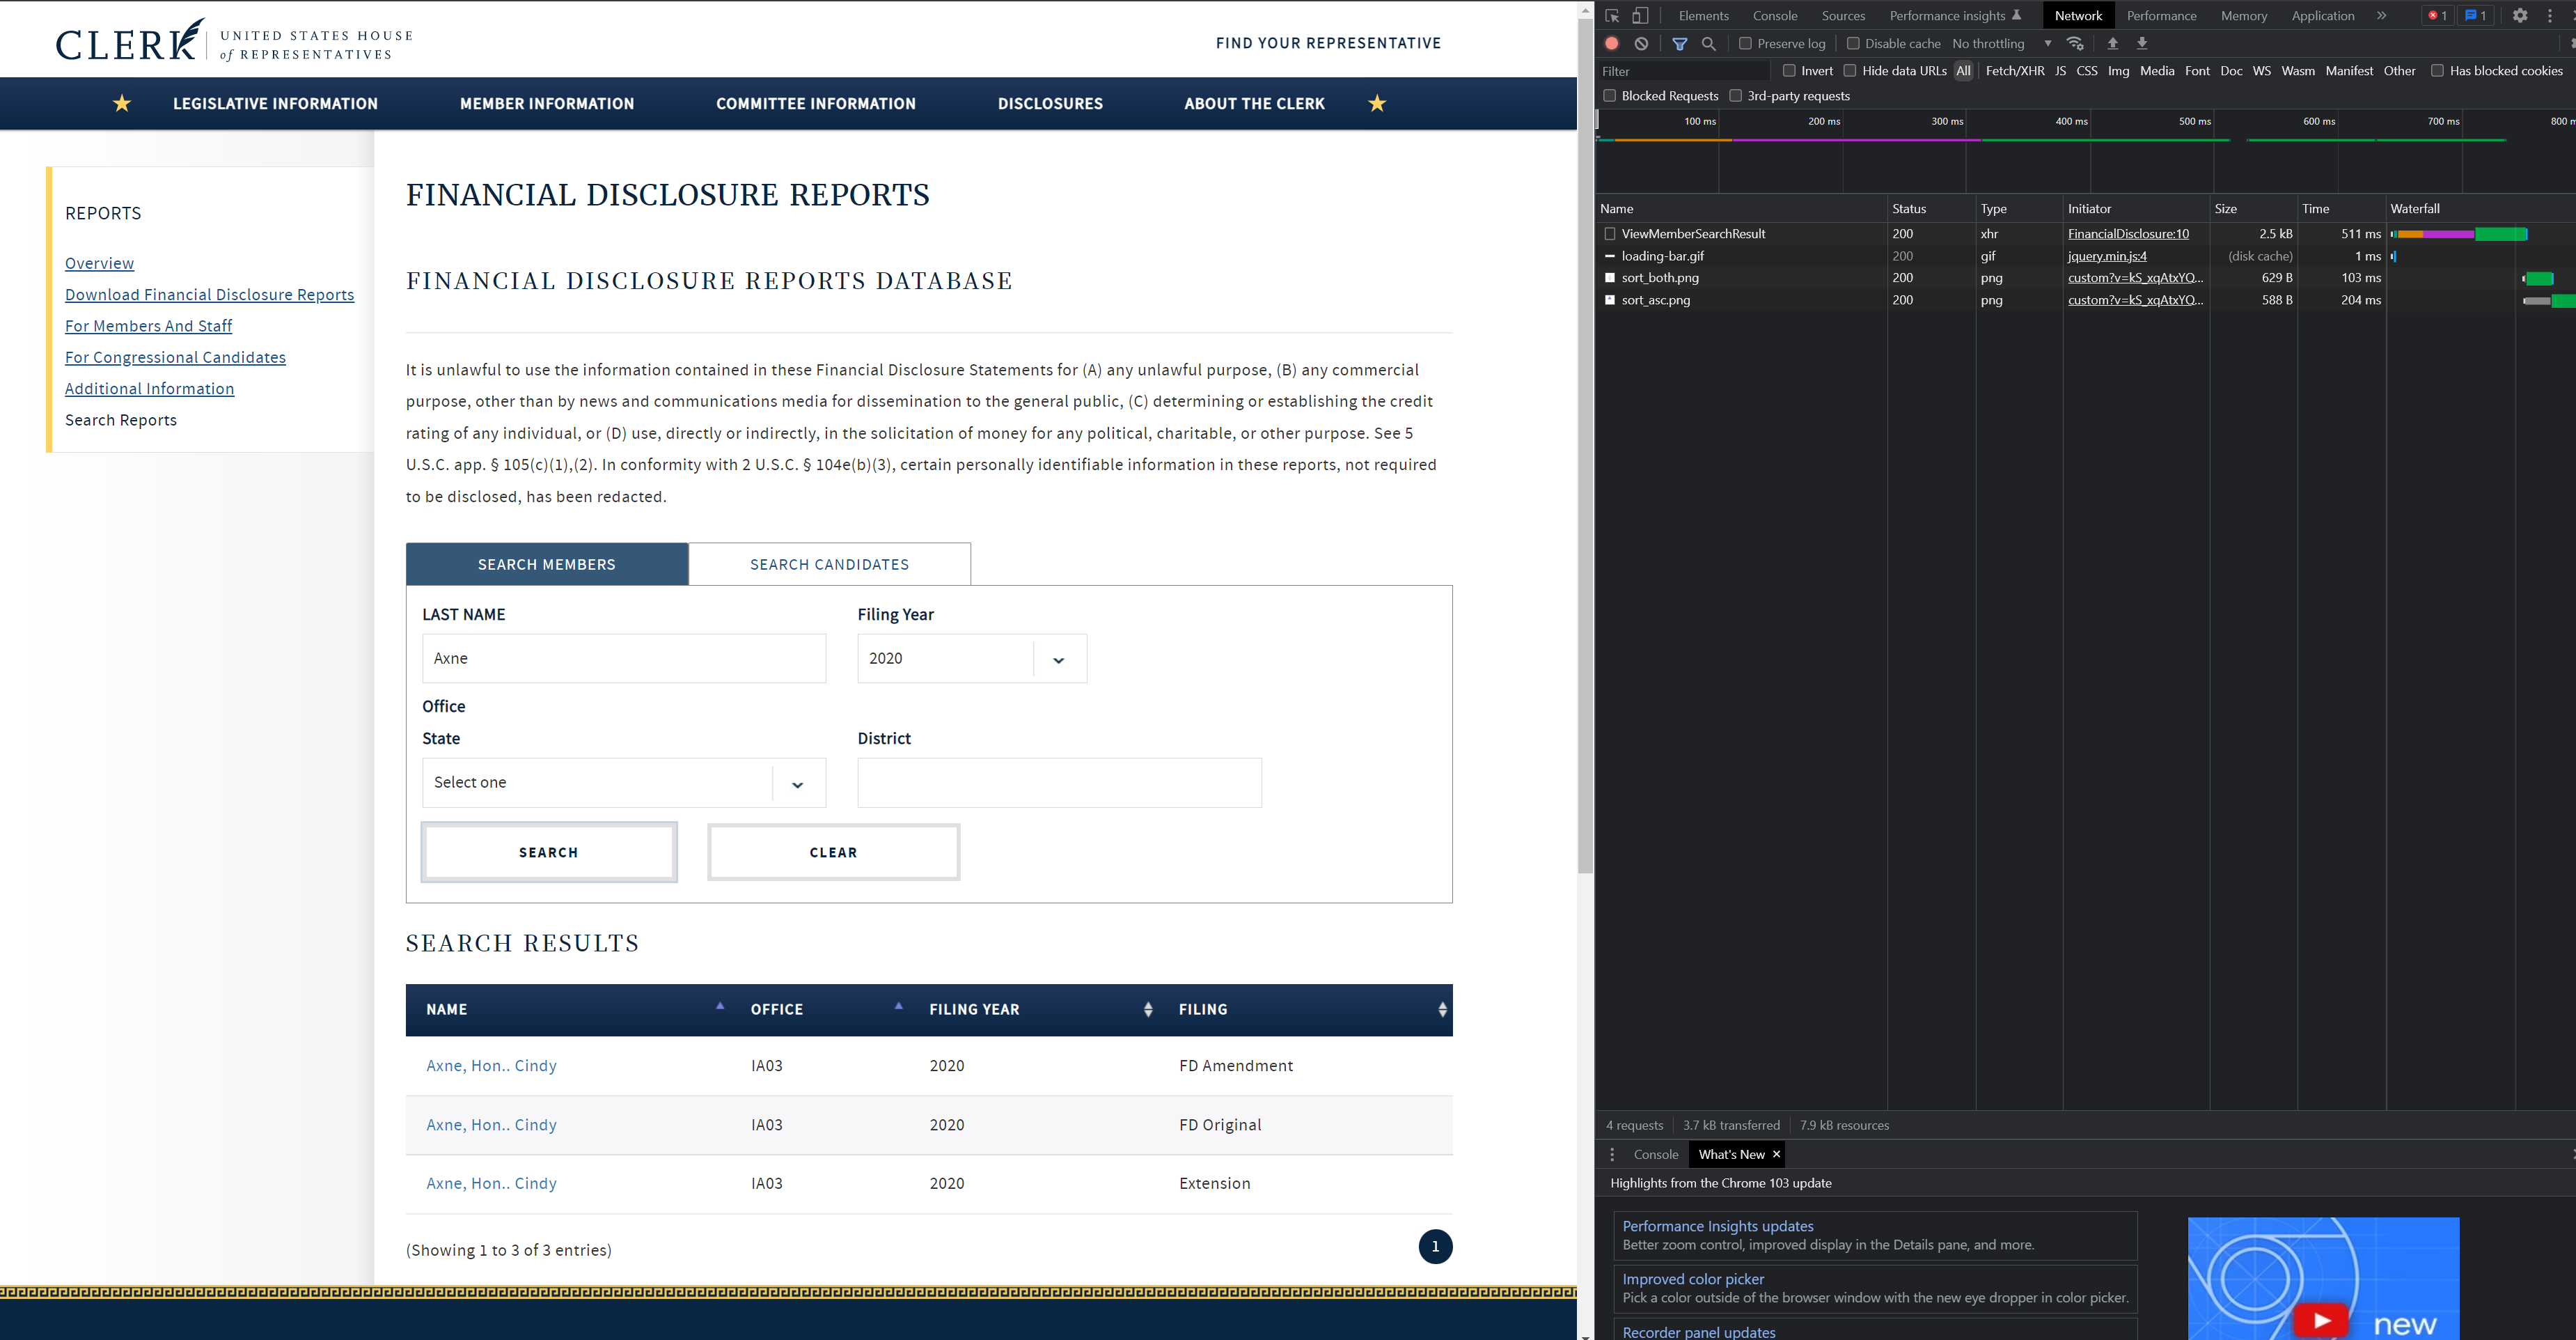 CLERK
UNITED STATES HOUSE
of REPRESENTATIVES
FIND YOUR REPRESENTATIVE
LEGISLATIVE INFORMATION MEMBER INFORMATION COMMITTEE INFORMATION DISCLOSURES ABOUT THE CLERK
REPORTS
Overview
Download Financial Disclosure Reports
For Members And Staff
For Congressional Candidates
Additional Information
Search Reports
FINANCIAL DISCLOSURE REPORTS
FINANCIAL DISCLOSURE REPORTS DATABASE
It is unlawful to use the information contained in these Financial Disclosure Statements for (A) any unlawful purpose, (B) any commercial
purpose, other than by news and communications media for dissemination to the general public, (C) determining or establishing the credit
rating of any individual, or (D) use, directly or indirectly, in the solicitation of money for any political, charitable, or other purpose. See 5
U.S.C. app. § 105(c)(1),(2). In conformity with 2 U.S.C. § 104e(b)(3), certain personally identifiable information in these reports, not required
to be disclosed, has been redacted.
SEARCH MEMBERS SEARCH CANDIDATES
LAST NAME Filing Year
Axne 2020
Office
State District
Select one
SEARCH CLEAR
SEARCH RESULTS
NAME OFFICE FILING YEAR FILING
Axne, Hon.. Cindy IA03 2020 FD Amendment
Axne, Hon.. Cindy IA03 2020 FD Original
Axne, Hon.. Cindy IA03 2020 Extension
(Showing 1 to 3 of 3 entries) 1
Elements Console Sources Performance insights Network Performance Memory Application 1 1
Preserve log Disable cache No throttling
Filter Invert Hide data URLs All Fetch/XHR JS CSS Img Media Font Doc WS Wasm Manifest Other Has blocked cookies
Blocked Requests 3rd-party requests
100 ms 200 ms 300 ms 400 ms 500 ms 600 ms 700 ms 800 m
Name Status Type Initiator Size Time Waterfall
ViewMemberSearchResult 200 xhr FinancialDisclosure:10 2.5 kB 511 ms
loading-bar.gif 200 gif jquery.min.js:4 (disk cache) 1 ms
sort_both.png 200 png custom?v=kS_xqAtxYQ... 629 B 103 ms
sort_asc.png 200 png custom?v=kS_xqAtxYQ... 588 B 204 ms
4 requests 3.7 kB transferred 7.9 kB resources
Console What's New
Highlights from the Chrome 103 update
Performance Insights updates
Better zoom control, improved display in the Details pane, and more.
Improved color picker
Pick a color outside of the browser window with the new eye dropper in color picker.
Recorder panel updates
new